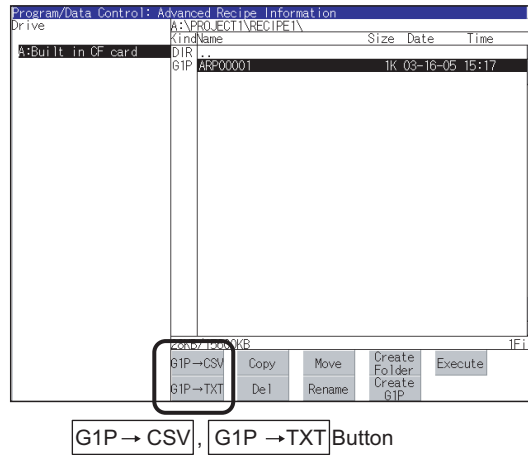 Program/Data Control: Advanced Recipe Information
Drive A:\PROJECT1\RECIPE1\
Kind Name Size Date Time
A:Built in CF card DIR ..
G1P ARP00001 1K 03-16-05 15:17
28KB/15600KB 1Fi
G1P→CSV Copy Move Create Folder Execute
G1P→TXT Del Rename Create G1P
G1P→ CSV , G1P →TXT Button